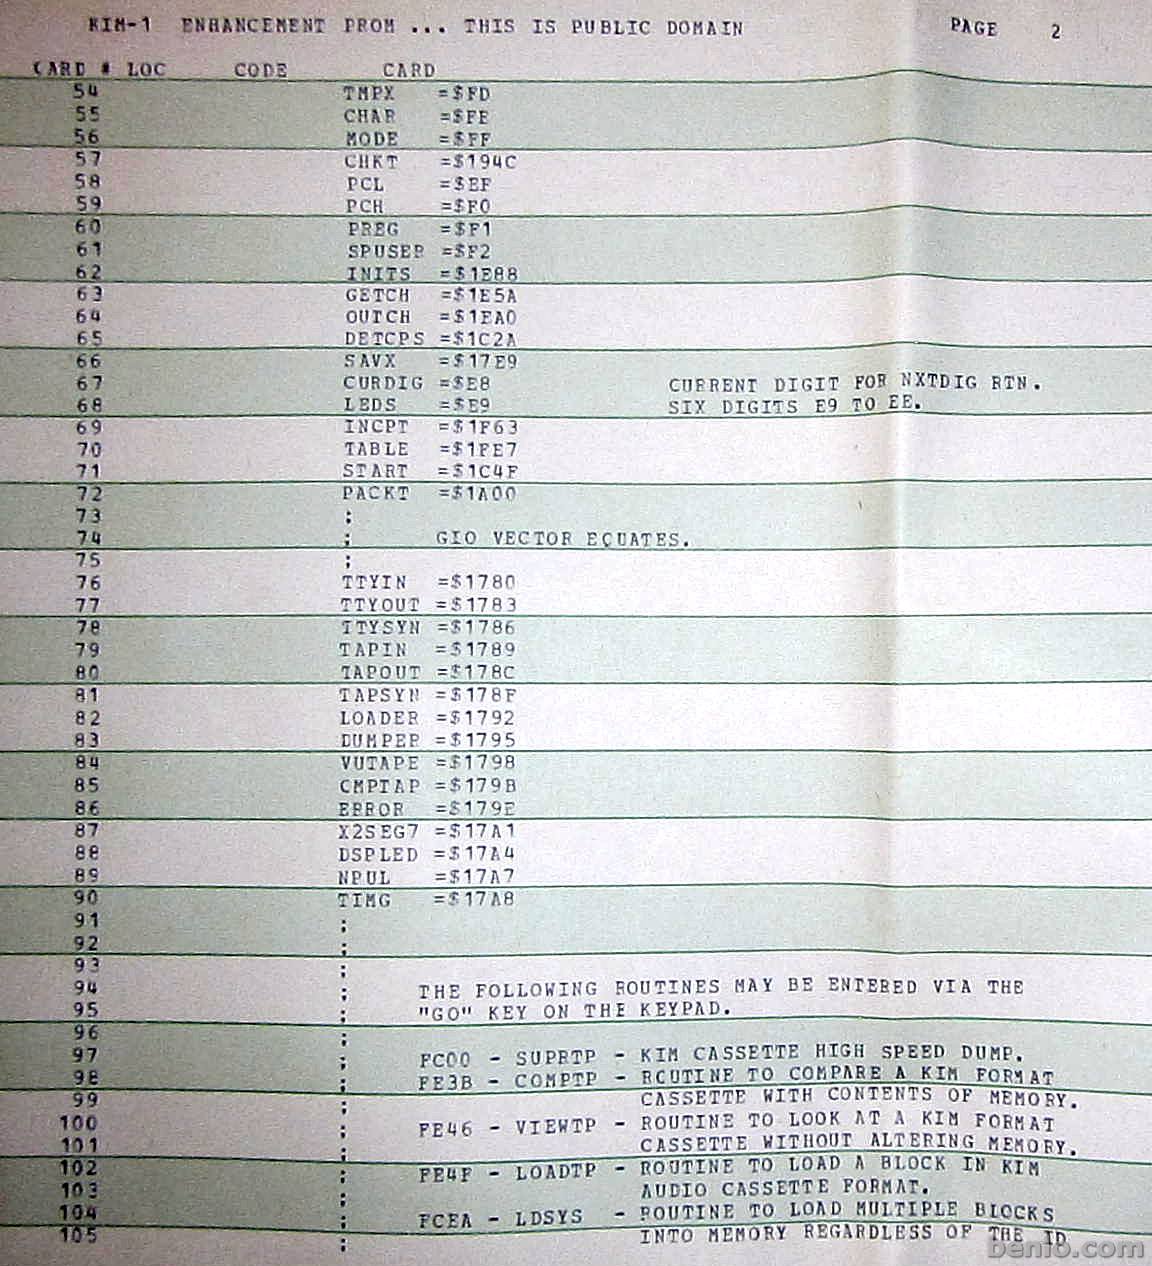 KIM-1 ENHANCEMENT PROM ... THIS IS PUBLIC DOMAIN PAGE 2
CARD # LOC CODE CARD
54 TMPX =$FD
55 CHAR =$FE
56 MODE =$FF
57 CHKT =$194C
58 PCL =$EF
59 PCH =$F0
60 PREG =$F1
61 SPUSER =$F2
62 INITS =$1E88
63 GETCH =$1E5A
64 OUTCH =$1EA0
65 DETCPS =$1C2A
66 SAVX =$17E9
67 CURDIG =$E8 CURRENT DIGIT FOR NXTDIG RTN.
68 LEDS =$E9 SIX DIGITS E9 TO EE.
69 INCPT =$1F63
70 TABLE =$1FE7
71 START =$1C4F
72 PACKT =$1A00
73 ;
74 ; GIO VECTOR EQUATES.
75 ;
76 TTYIN =$1780
77 TTYOUT =$1783
78 TTYSYN =$1786
79 TAPIN =$1789
80 TAPOUT =$178C
81 TAPSYN =$178F
82 LOADER =$1792
83 DUMPER =$1795
84 VUTAPE =$1798
85 CMPTAP =$179B
86 ERROR =$179E
87 X2SEG7 =$17A1
88 DSPLED =$17A4
89 NPUL =$17A7
90 TIMG =$17A8
91 ;
92 ;
93 ;
94 ; THE FOLLOWING ROUTINES MAY BE ENTERED VIA THE
95 ; "GO" KEY ON THE KEYPAD.
96 ;
97 ; FC00 - SUPRTP - KIM CASSETTE HIGH SPEED DUMP.
98 ; FE3B - COMPTP - ROUTINE TO COMPARE A KIM FORMAT
99 ; CASSETTE WITH CONTENTS OF MEMORY.
100 ; FE46 - VIEWTP - ROUTINE TO LOOK AT A KIM FORMAT
101 ; CASSETTE WITHOUT ALTERING MEMORY.
102 ; FE4F - LOADTP - ROUTINE TO LOAD A BLOCK IN KIM
103 ; AUDIO CASSETTE FORMAT.
104 ; FCEA - LDSYS - ROUTINE TO LOAD MULTIPLE BLOCKS
105 ; INTO MEMORY REGARDLESS OF THE ID
benlo.com